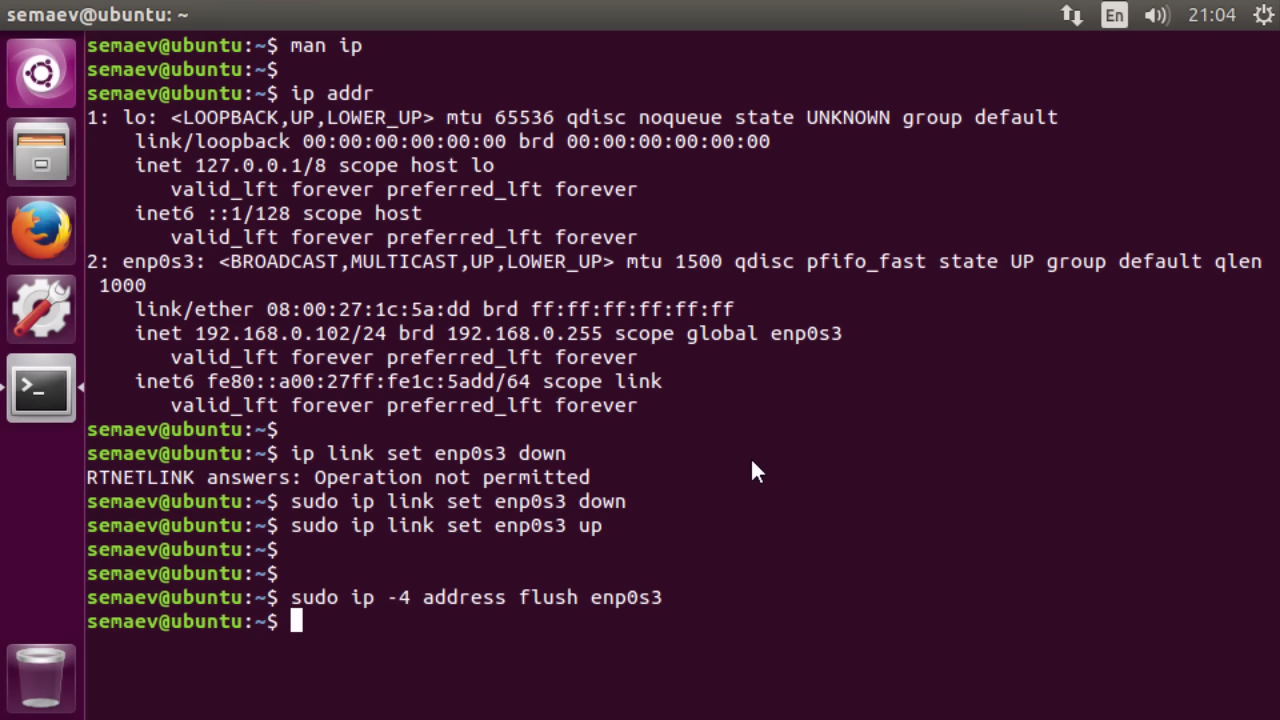 semaev@ubuntu: ~
En
21:04
semaev@ubuntu:~$ man ip
semaev@ubuntu:~$
semaev@ubuntu:~$ ip addr
1: lo: <LOOPBACK,UP,LOWER_UP> mtu 65536 qdisc noqueue state UNKNOWN group default
    link/loopback 00:00:00:00:00:00 brd 00:00:00:00:00:00
    inet 127.0.0.1/8 scope host lo
       valid_lft forever preferred_lft forever
    inet6 ::1/128 scope host
       valid_lft forever preferred_lft forever
2: enp0s3: <BROADCAST,MULTICAST,UP,LOWER_UP> mtu 1500 qdisc pfifo_fast state UP group default qlen
 1000
    link/ether 08:00:27:1c:5a:dd brd ff:ff:ff:ff:ff:ff
    inet 192.168.0.102/24 brd 192.168.0.255 scope global enp0s3
       valid_lft forever preferred_lft forever
    inet6 fe80::a00:27ff:fe1c:5add/64 scope link
       valid_lft forever preferred_lft forever
semaev@ubuntu:~$
semaev@ubuntu:~$ ip link set enp0s3 down
RTNETLINK answers: Operation not permitted
semaev@ubuntu:~$ sudo ip link set enp0s3 down
semaev@ubuntu:~$ sudo ip link set enp0s3 up
semaev@ubuntu:~$
semaev@ubuntu:~$
semaev@ubuntu:~$ sudo ip -4 address flush enp0s3
semaev@ubuntu:~$